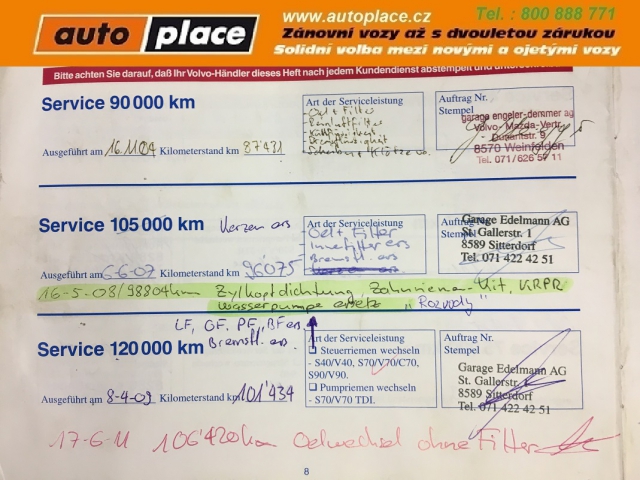 auto place
www.autoplace.cz Tel. : 800 888 771
Zánovní vozy až s dvouletou zárukou
Solidní volba mezi novými a ojetými vozy
Bitte achten Sie darauf, daß Ihr Volvo-Händler dieses Heft nach jedem Kundendienst abstempelt und
Service 90 000 km
Art der Serviceleistung
Oel + Filter
Auftrag Nr.
Stempel
garage engeler-demmer ag
Volvo-Mazda-Vertr.
8570 Weinfelden
Tel. 071/626 57 11
Ausgeführt am 16.11.04 Kilometerstand km 87'431
Service 105 000 km Kerzen ers
Art der Serviceleistung
Oel + Filter
Innenfilter ers
Bremsfl. ers
Auftrag Nr.
Stempel
Garage Edelmann AG
St. Gallerstr. 1
8589 Sitterdorf
Tel. 071 422 42 51
Ausgeführt am 6-6-07 Kilometerstand km 96075
16-5-08/98804km Zylkopfdichtung, Zahnriemen-Kit, KRPR
Wasserpumpe ersetz "Rozvody"
LF, OF, PF, BF ers
Service 120 000 km Bremsfl. ers
Art der Serviceleistung
Steuerriemen wechseln
- S40/V40, S70/V70/C70,
S90/V90.
Pumpriemen wechseln
- S70/V70 TDI.
Auftrag Nr.
Stempel
Garage Edelmann AG
St. Gallerstr.
8589 Sitterdorf
Tel. 071 422 42 51
Ausgeführt am 8-4-09 Kilometerstand km 101'434
17-6-11 106'420km Oelwechsel ohne Filter
8